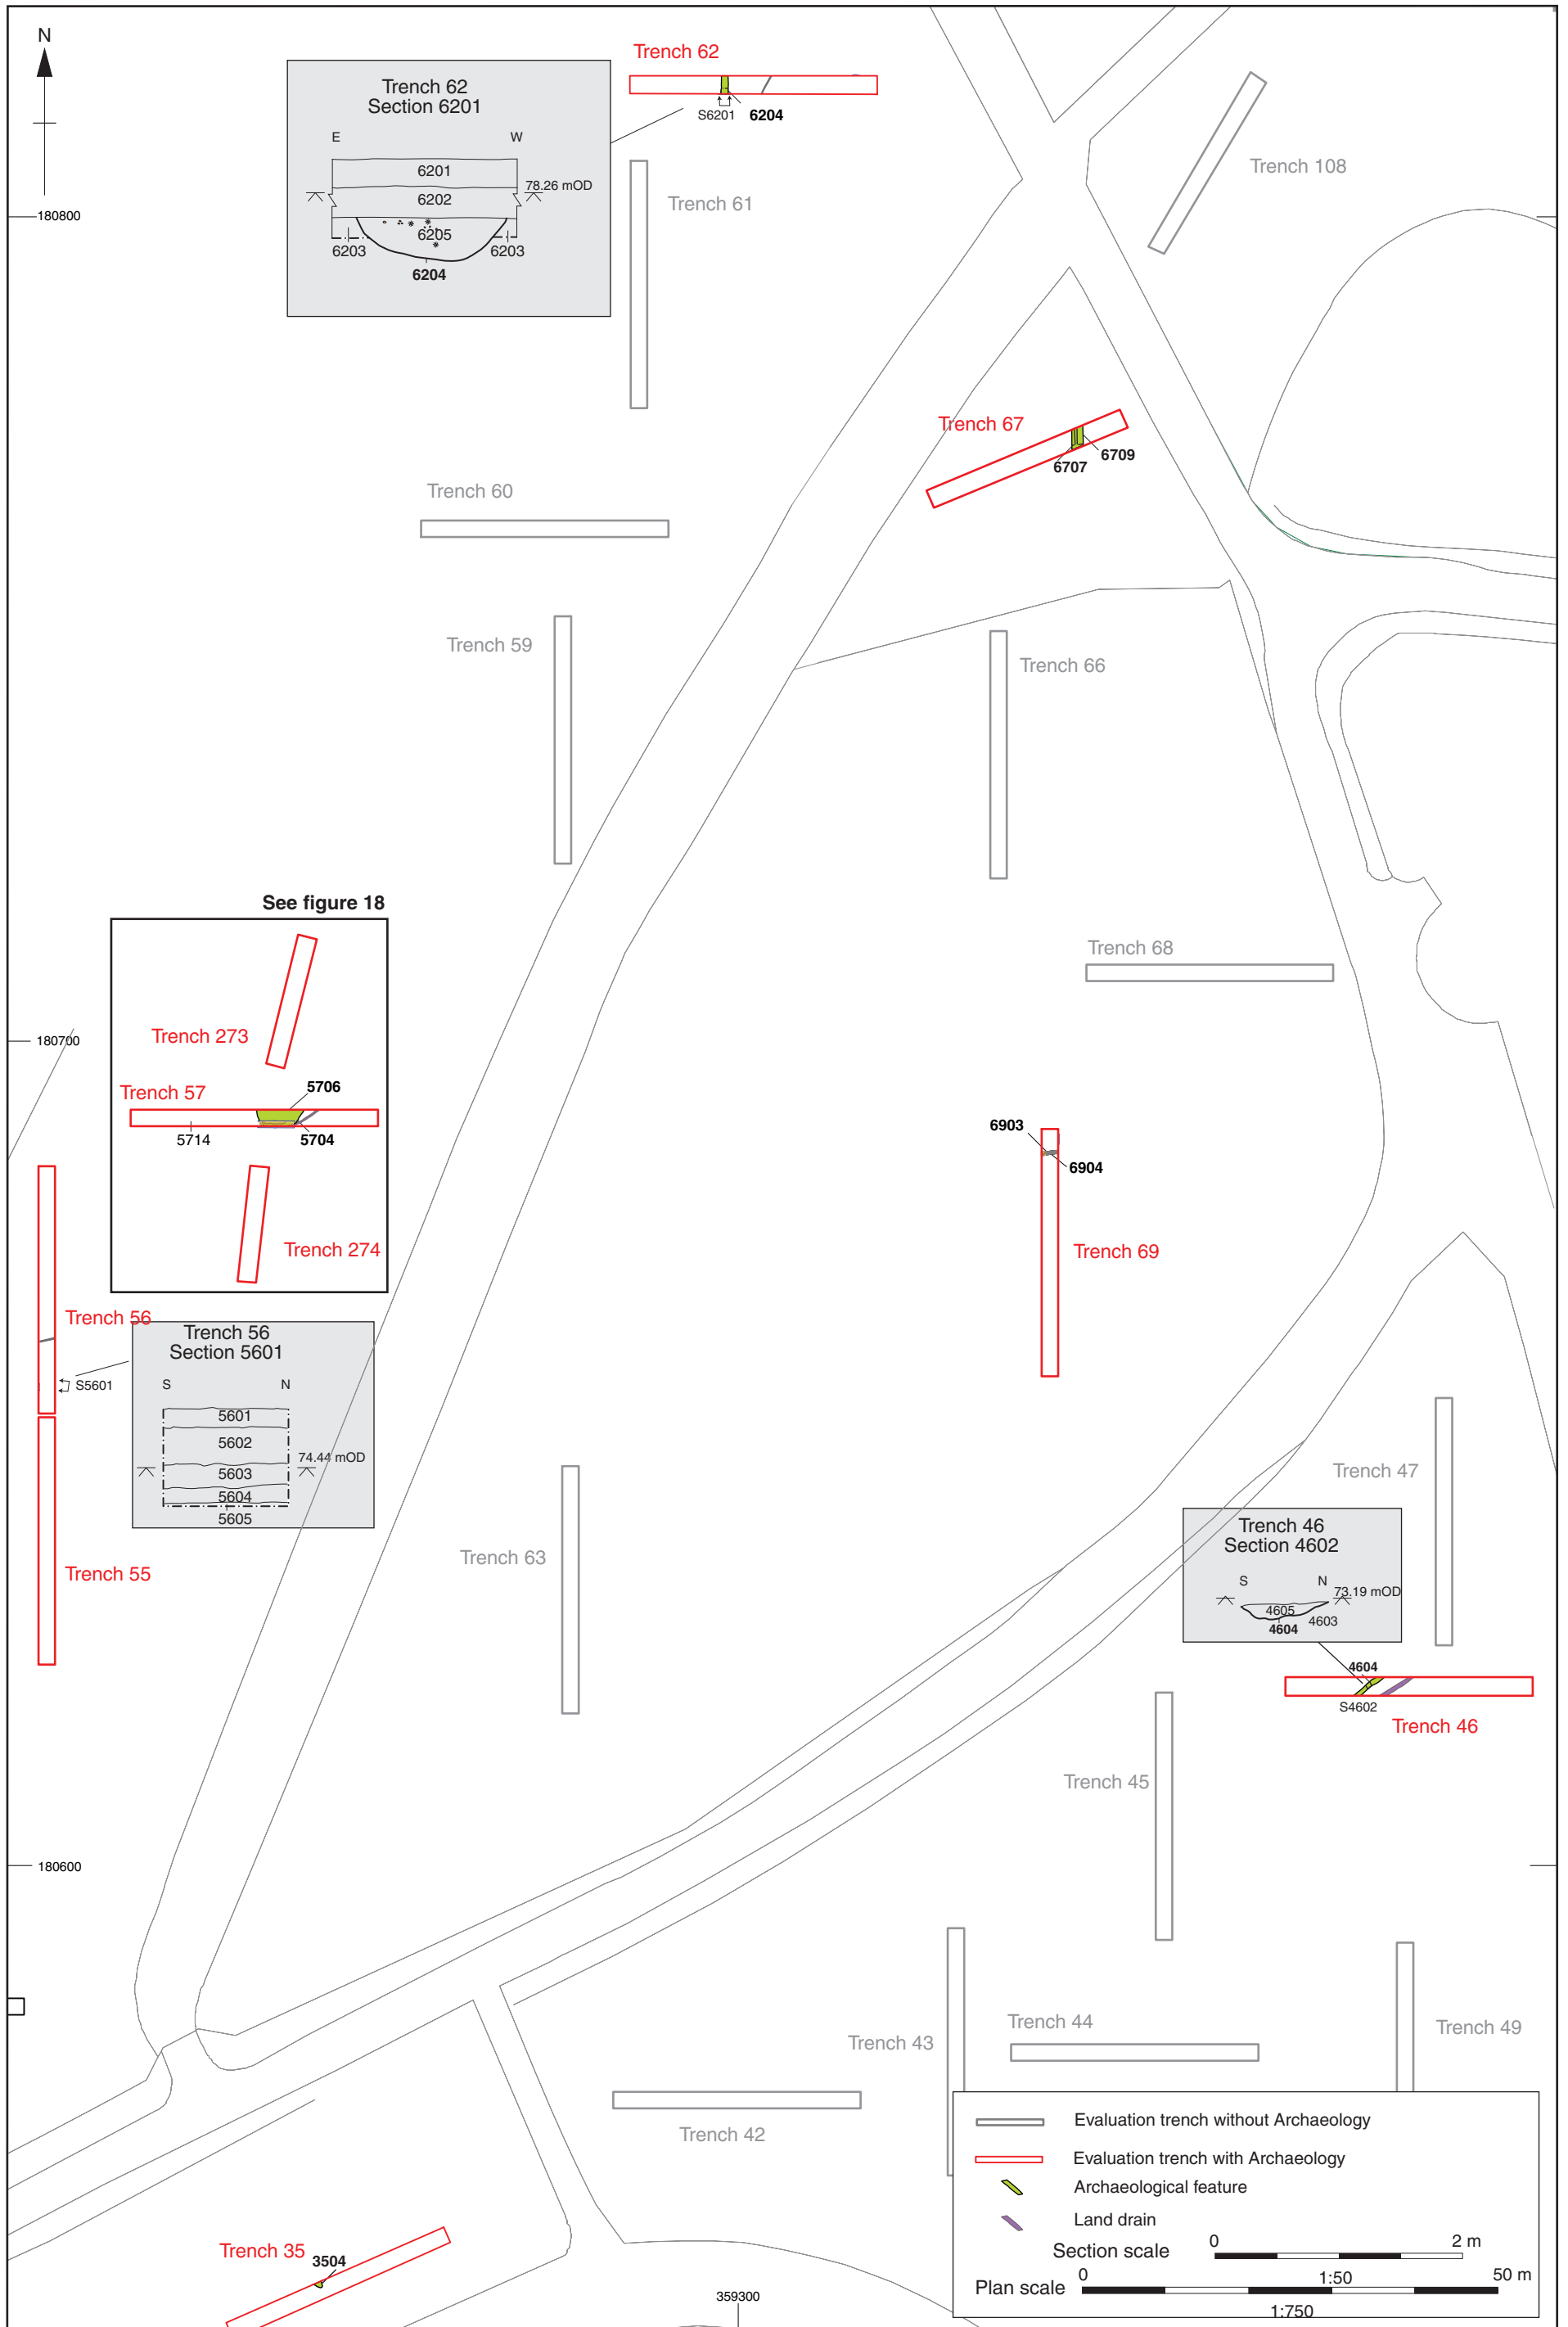 N
Trench 62
Trench 62
Section 6201
E
W
6201
78.26 mOD
6202
6205
6203
6203
6204
S6201
6204
Trench 108
Trench 61
180800
Trench 67
6709
6707
Trench 60
Trench 59
Trench 66
See figure 18
Trench 68
Trench 273
180700
Trench 57
5706
5714
5704
Trench 274
6903
6904
Trench 69
Trench 56
Trench 56
Section 5601
S5601
S
N
5601
5602
74.44 mOD
5603
5604
5605
Trench 47
Trench 46
Section 4602
S
N
73.19 mOD
4605
4603
4604
Trench 63
Trench 55
4604
S4602
Trench 46
Trench 45
180600
Trench 43
Trench 44
Trench 49
Trench 42
Evaluation trench without Archaeology
Evaluation trench with Archaeology
Archaeological feature
Land drain
Section scale
0
2 m
1:50
Plan scale
0
50 m
1:750
Trench 35
3504
359300